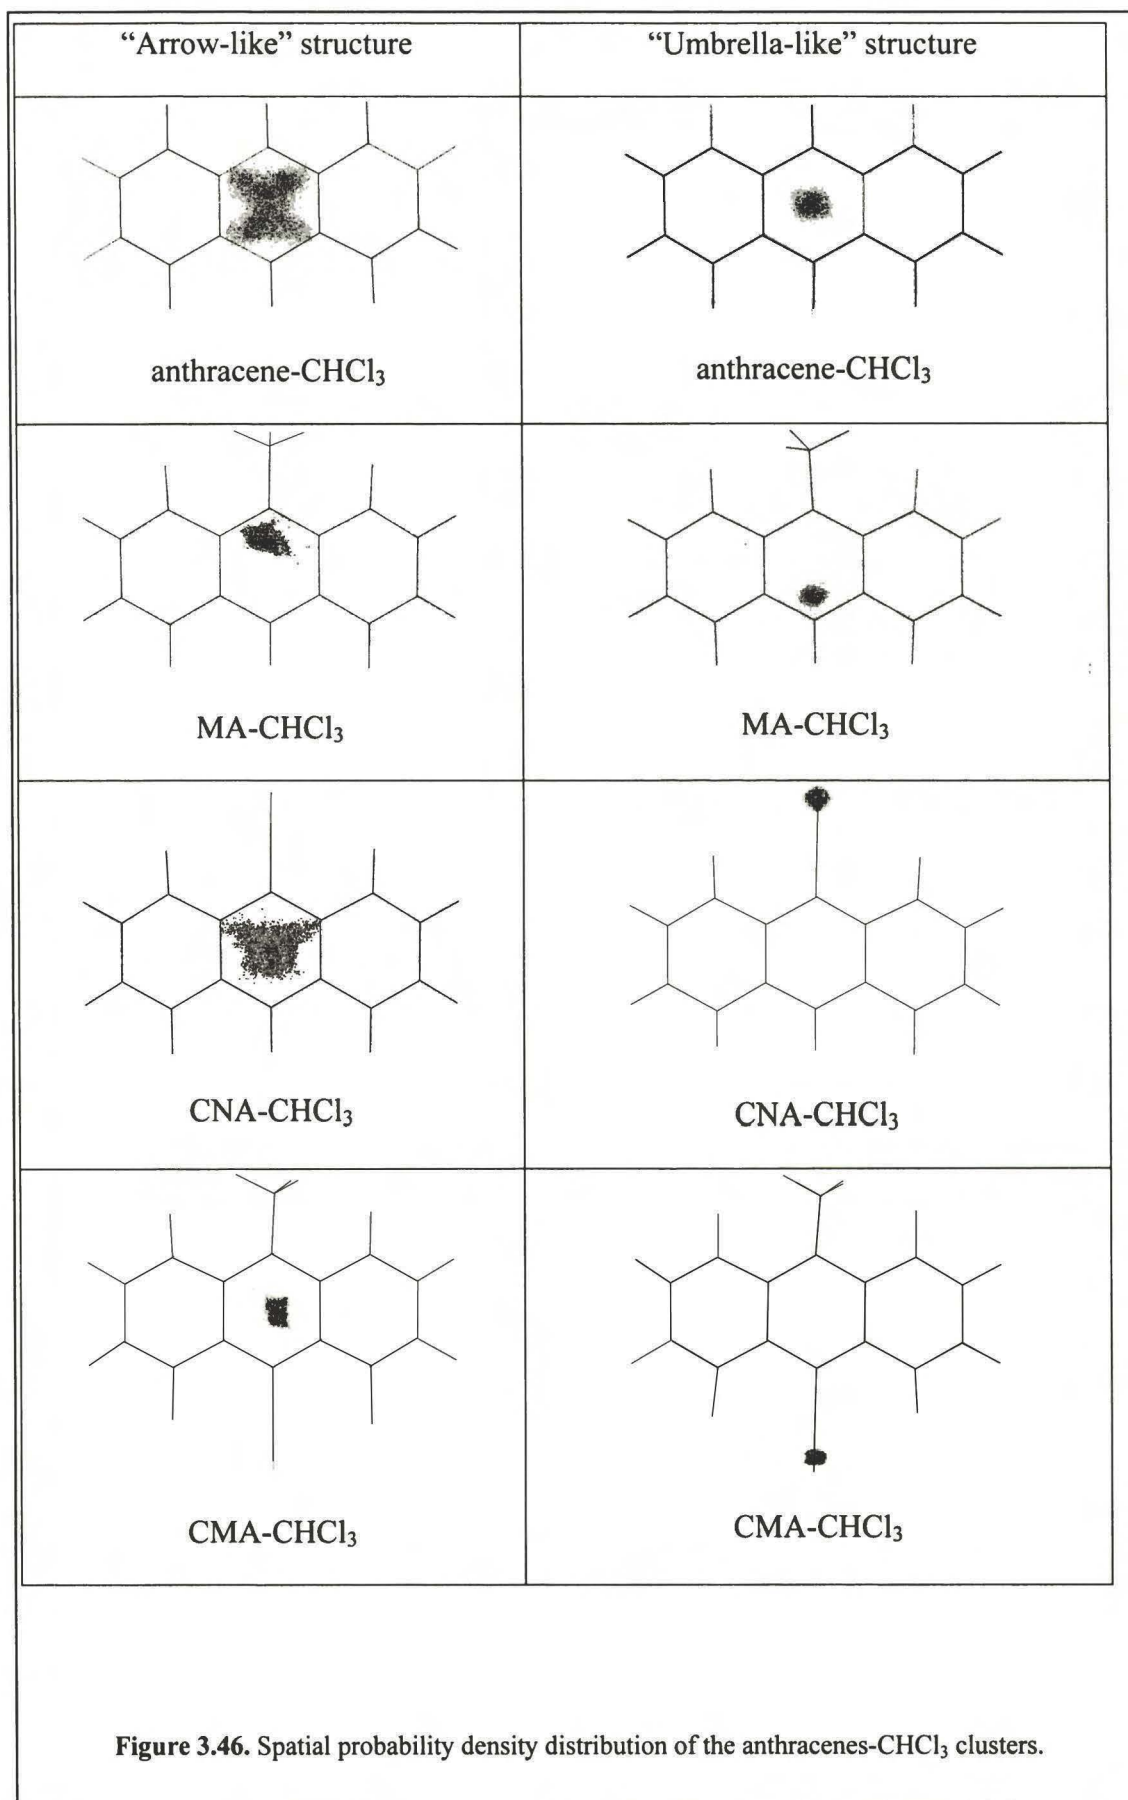 “Arrow-like” structure
“Umbrella-like” structure
anthracene-CHCl₃
anthracene-CHCl₃
MA-CHCl₃
MA-CHCl₃
CNA-CHCl₃
CNA-CHCl₃
CMA-CHCl₃
CMA-CHCl₃
Figure 3.46. Spatial probability density distribution of the anthracenes-CHCl₃ clusters.